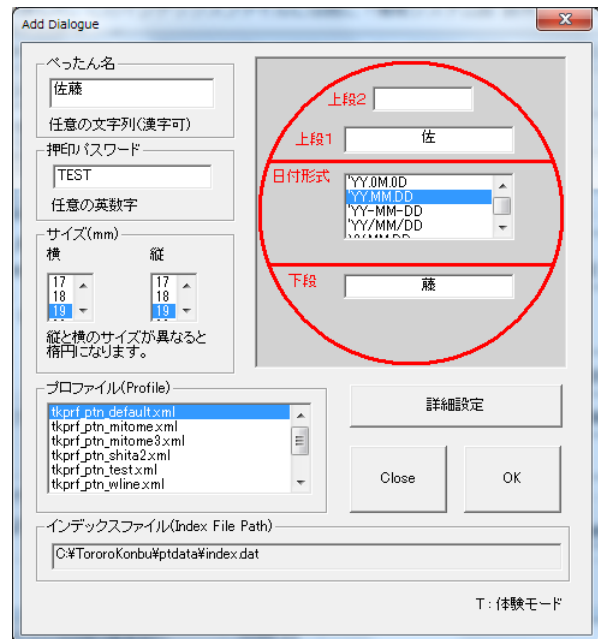 Add Dialogue
ぺったん名
佐藤
任意の文字列(漢字可)
押印パスワード
TEST
任意の英数字
サイズ(mm)
横 縦
17 17
18 18
19 19
縦と横のサイズが異なると
楕円になります。
上段2
上段1 佐
日付形式
'YY.0M.0D
'YY.MM.DD
'YY-MM-DD
'YY/MM/DD
下段 藤
プロファイル(Profile)
tkprf_ptn_default.xml
tkprf_ptn_mitome.xml
tkprf_ptn_mitome3.xml
tkprf_ptn_shita2.xml
tkprf_ptn_test.xml
tkprf_ptn_wline.xml
詳細設定
Close OK
インデックスファイル(Index File Path)
C:¥TororoKonbu¥ptdata¥index.dat
T：体験モード